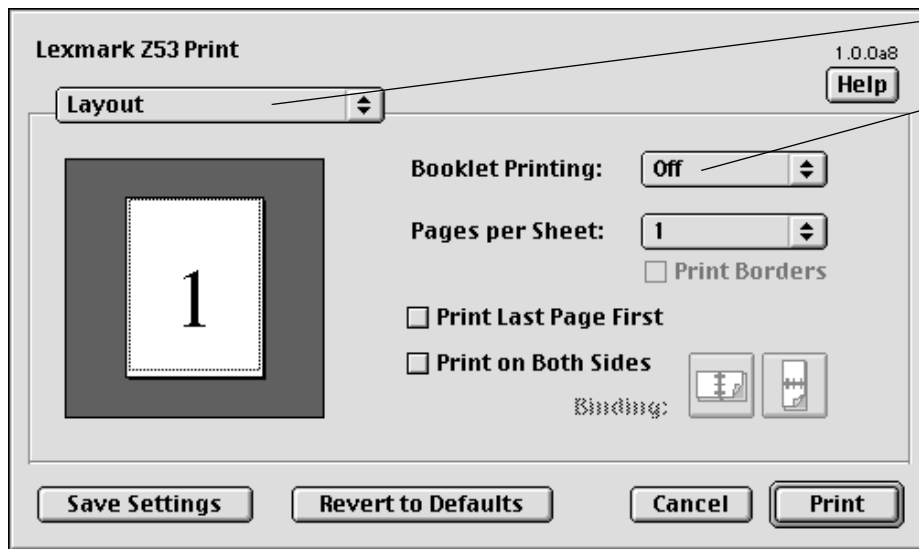 Lexmark Z53 Print
1.0.0a8
Help
Layout
Booklet Printing: Off
Pages per Sheet: 1
Print Borders
1
Print Last Page First
Print on Both Sides
Binding:
Save Settings Revert to Defaults Cancel Print